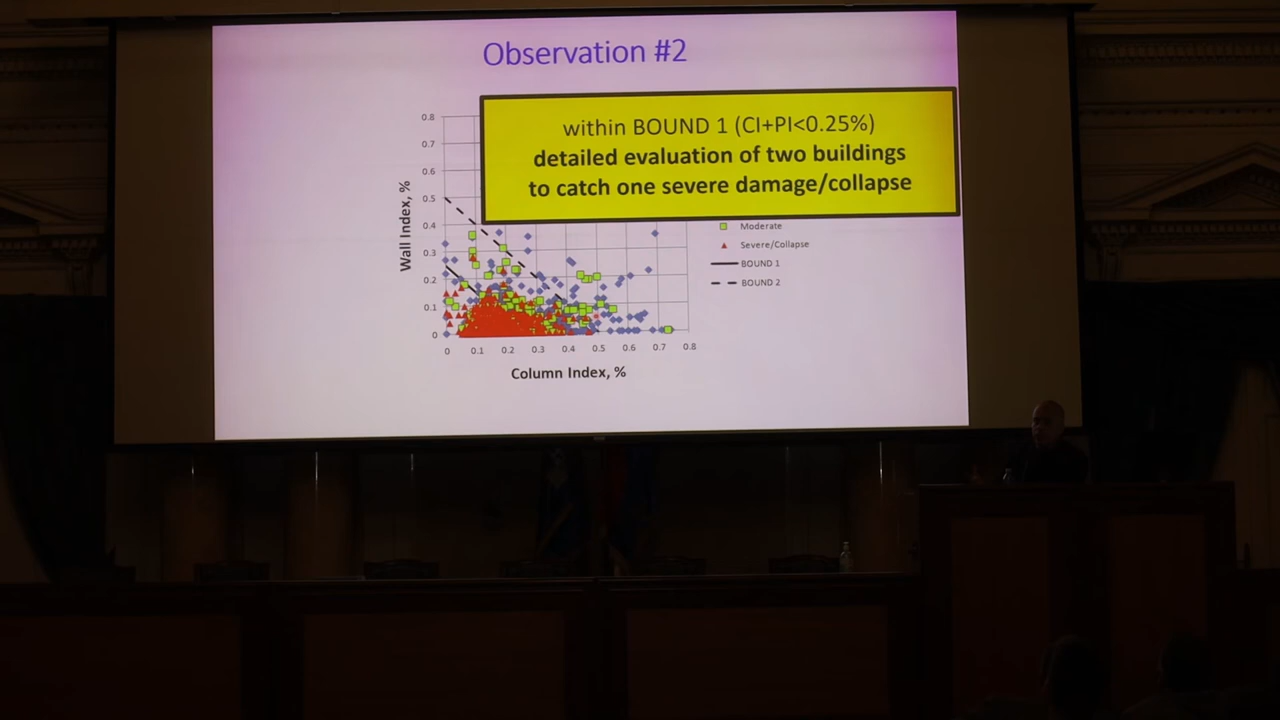 Observation #2
within BOUND 1 (CI+PI<0.25%)
detailed evaluation of two buildings
to catch one severe damage/collapse
0.8
0.7
0.6
0.5
0.4
0.3
0.2
0.1
0
Wall Index, %
Moderate
Severe/Collapse
BOUND 1
BOUND 2
0 0.1 0.2 0.3 0.4 0.5 0.6 0.7 0.8
Column Index, %